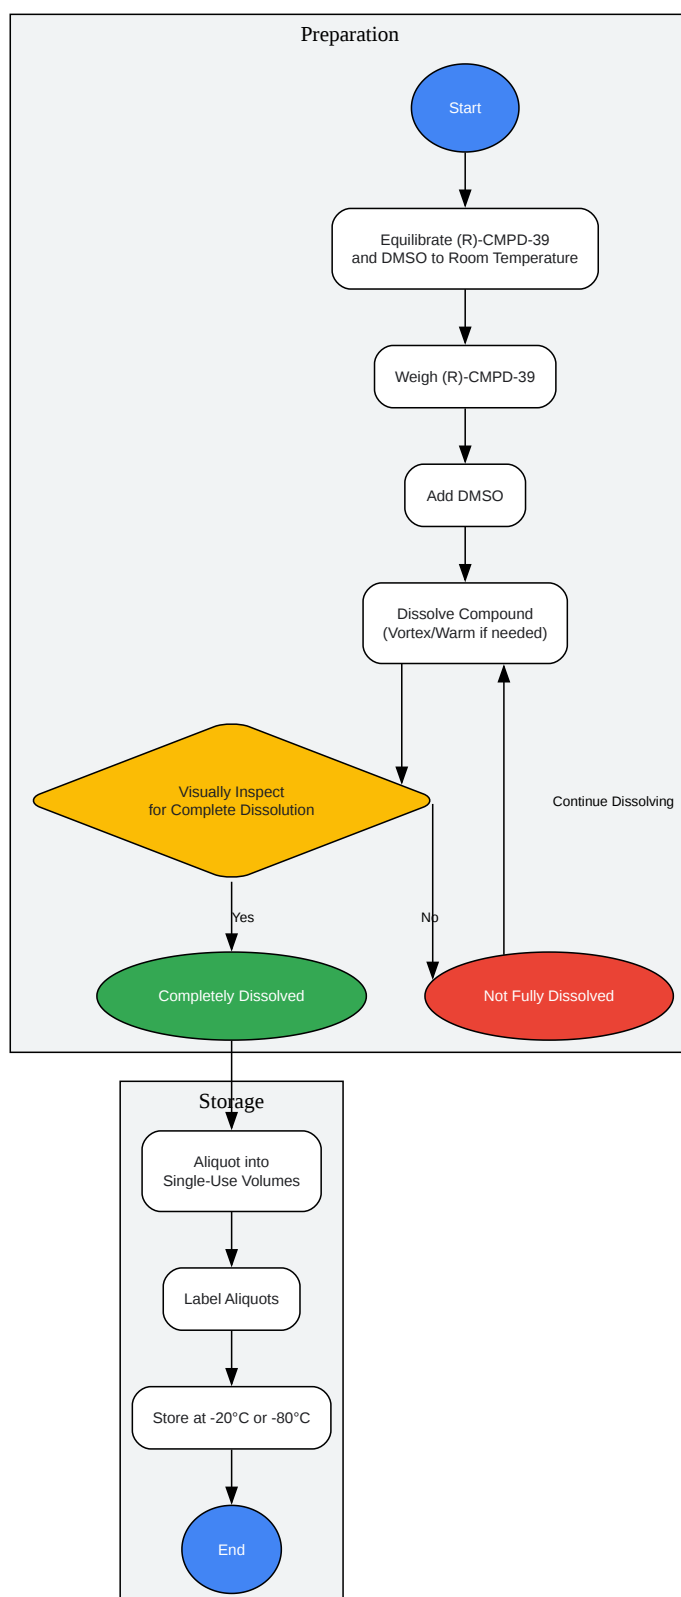 Preparation
Start
Equilibrate (R)-CMPD-39
and DMSO to Room Temperature
Weigh (R)-CMPD-39
Add DMSO
Dissolve Compound
(Vortex/Warm if needed)
Visually Inspect
for Complete Dissolution
Continue Dissolving
Yes
No
Completely Dissolved
Not Fully Dissolved
Storage
Aliquot into
Single-Use Volumes
Label Aliquots
Store at -20°C or -80°C
End